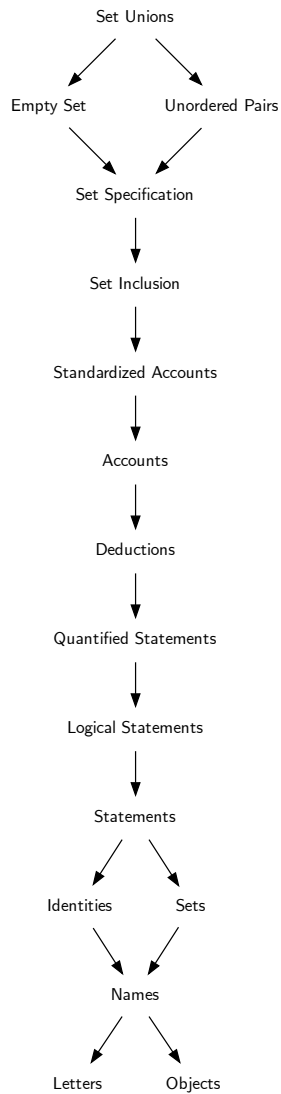 Set Unions
Empty Set
Unordered Pairs
Set Specification
Set Inclusion
Standardized Accounts
Accounts
Deductions
Quantified Statements
Logical Statements
Statements
Identities
Sets
Names
Letters
Objects